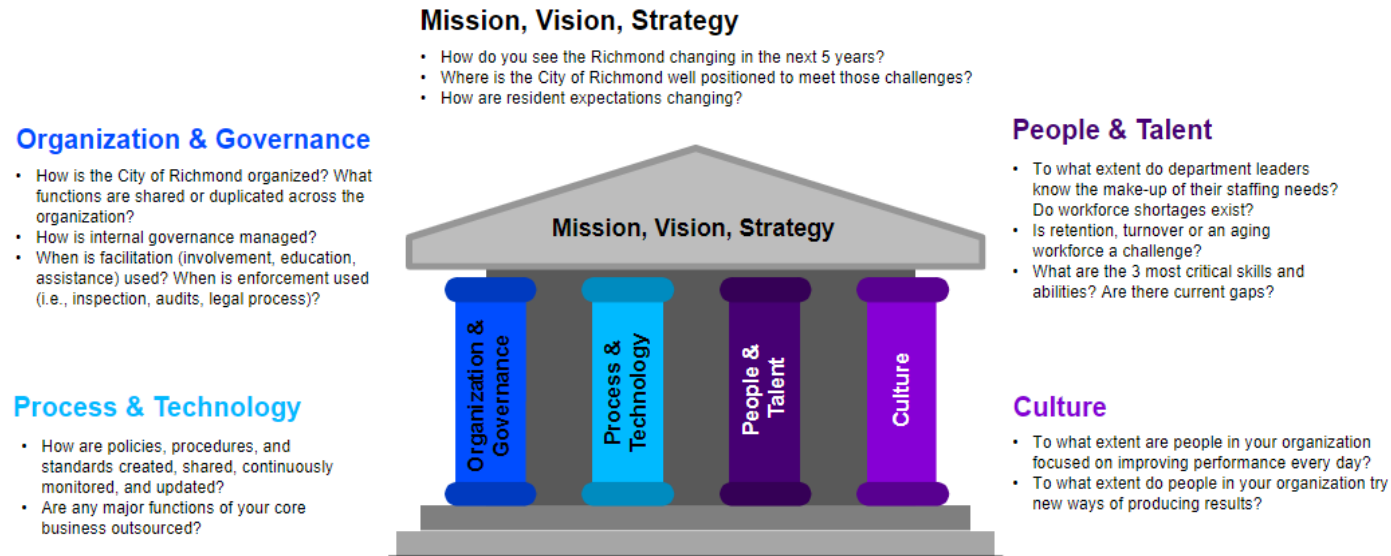 Mission, Vision, Strategy
• How do you see the Richmond changing in the next 5 years?
• Where is the City of Richmond well positioned to meet those challenges?
• How are resident expectations changing?
Organization & Governance
• How is the City of Richmond organized? What
functions are shared or duplicated across the
organization?
• How is internal governance managed?
• When is facilitation (involvement, education,
assistance) used? When is enforcement used
(i.e., inspection, audits, legal process)?
Process & Technology
• How are policies, procedures, and
standards created, shared, continuously
monitored, and updated?
• Are any major functions of your core
business outsourced?
Mission, Vision, Strategy
Organization &
Governance
Process &
Technology
People &
Talent
Culture
People & Talent
• To what extent do department leaders
know the make-up of their staffing needs?
Do workforce shortages exist?
• Is retention, turnover or an aging
workforce a challenge?
• What are the 3 most critical skills and
abilities? Are there current gaps?
Culture
• To what extent are people in your organization
focused on improving performance every day?
• To what extent do people in your organization try
new ways of producing results?